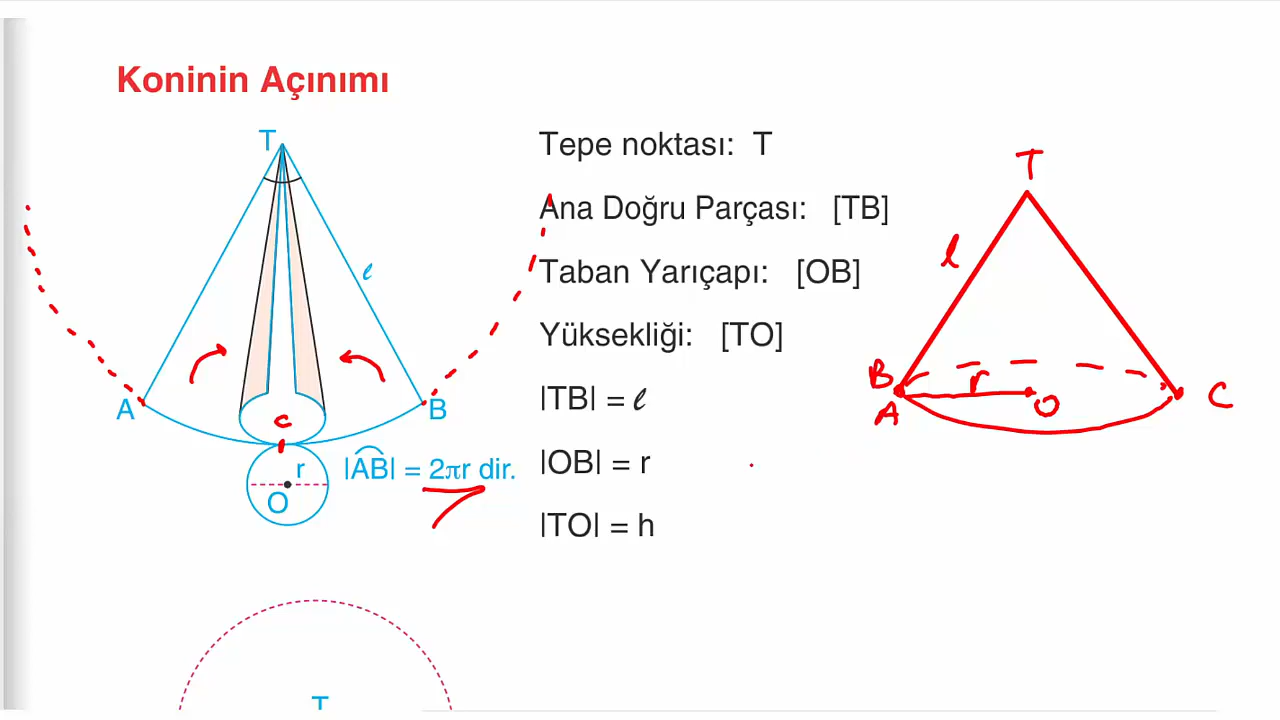 Koninin Açınımı
T
ℓ
A
B
c
r
O
|AB| = 2πr dir.
Tepe noktası: T
Ana Doğru Parçası: [TB]
Taban Yarıçapı: [OB]
Yüksekliği: [TO]
|TB| = ℓ
|OB| = r
|TO| = h
T
ℓ
B
A
r
O
C
T